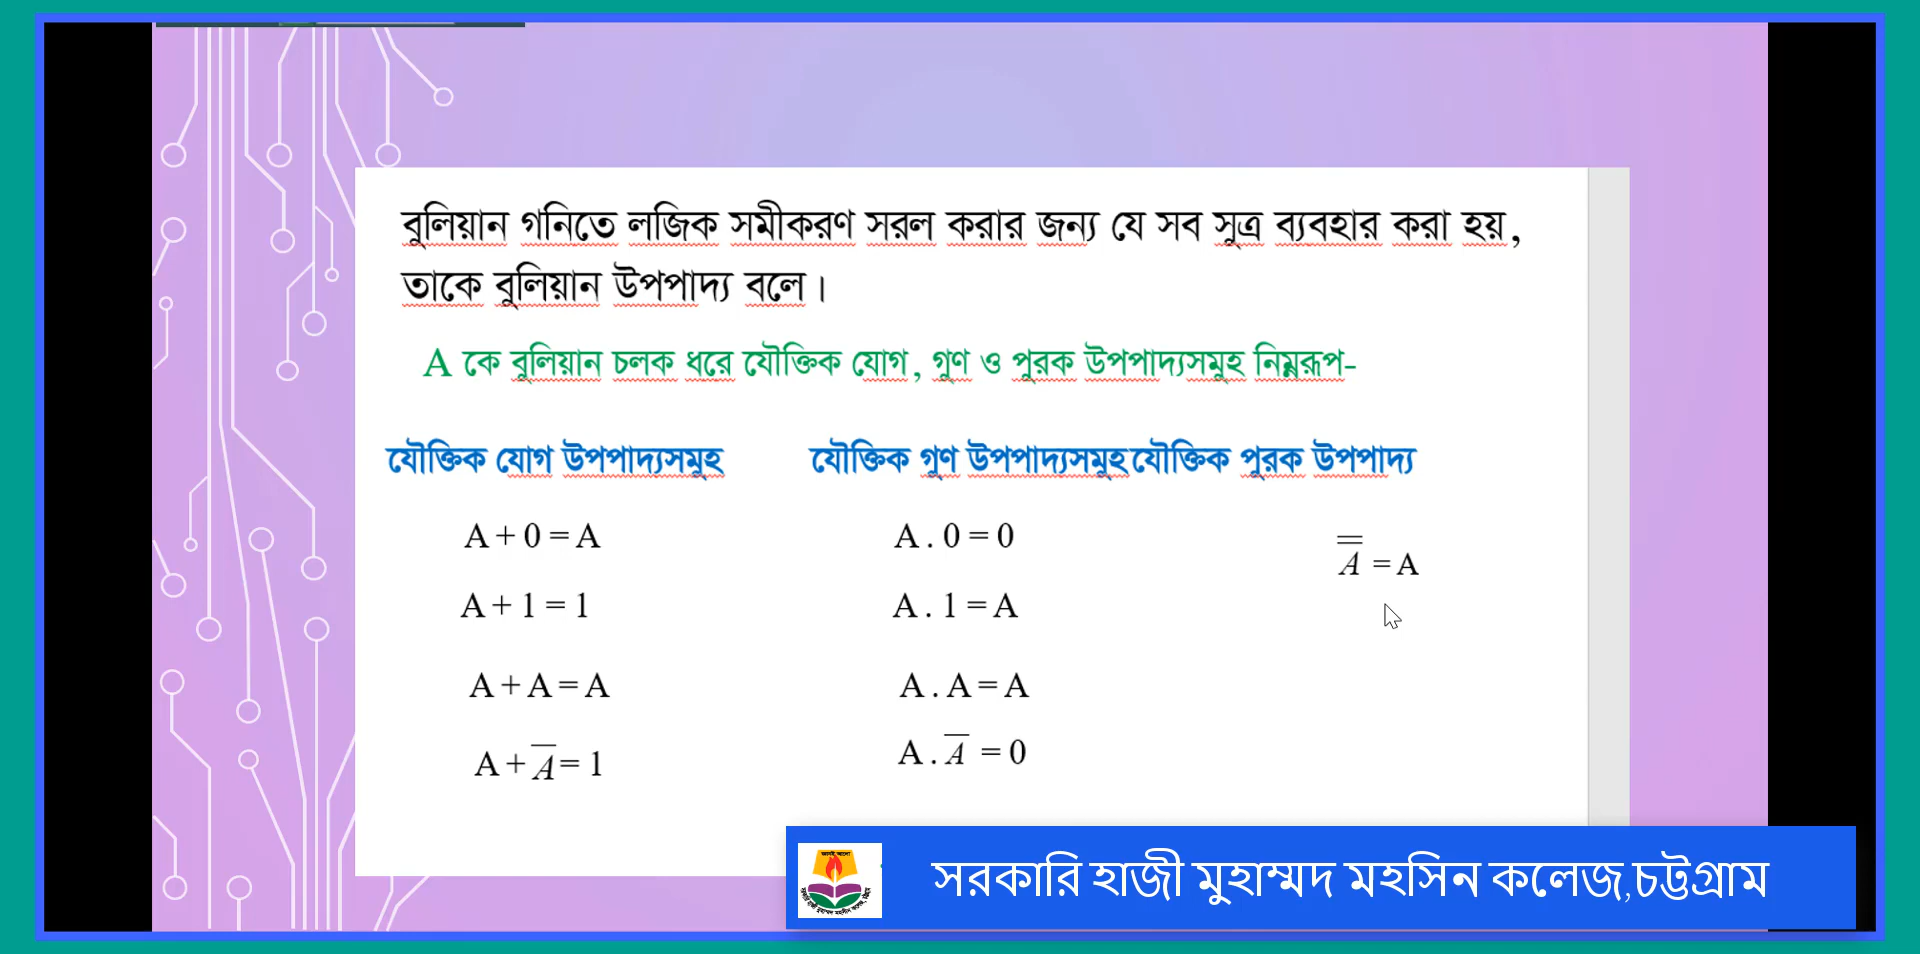 বুলিয়ান গনিতে লজিক সমীকরণ সরল করার জন্য যে সব সুত্র ব্যবহার করা হয়,
তাকে বুলিয়ান উপপাদ্য বলে।
A কে বুলিয়ান চলক ধরে যৌক্তিক যোগ, গুণ ও পুরক উপপাদ্যসমুহ নিম্নরূপ-
যৌক্তিক যোগ উপপাদ্যসমুহ
A + 0 = A
A + 1 = 1
A + A = A
A + A̅ = 1
যৌক্তিক গুণ উপপাদ্যসমুহ
A . 0 = 0
A . 1 = A
A . A = A
A . A̅ = 0
যৌক্তিক পুরক উপপাদ্য
A̿ = A
সরকারি হাজী মুহাম্মদ মহসিন কলেজ,চট্টগ্রাম